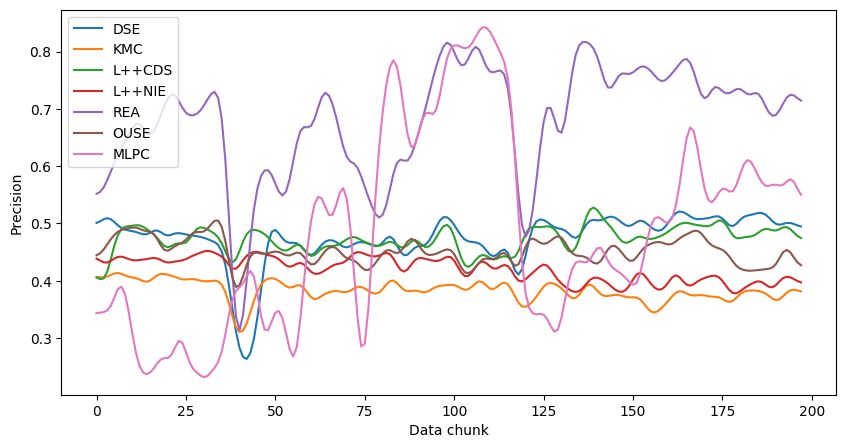 DSE
KMC
L++CDS
L++NIE
REA
OUSE
MLPC
Precision
0.8
0.7
0.6
0.5
0.4
0.3
0 25 50 75 100 125 150 175 200
Data chunk